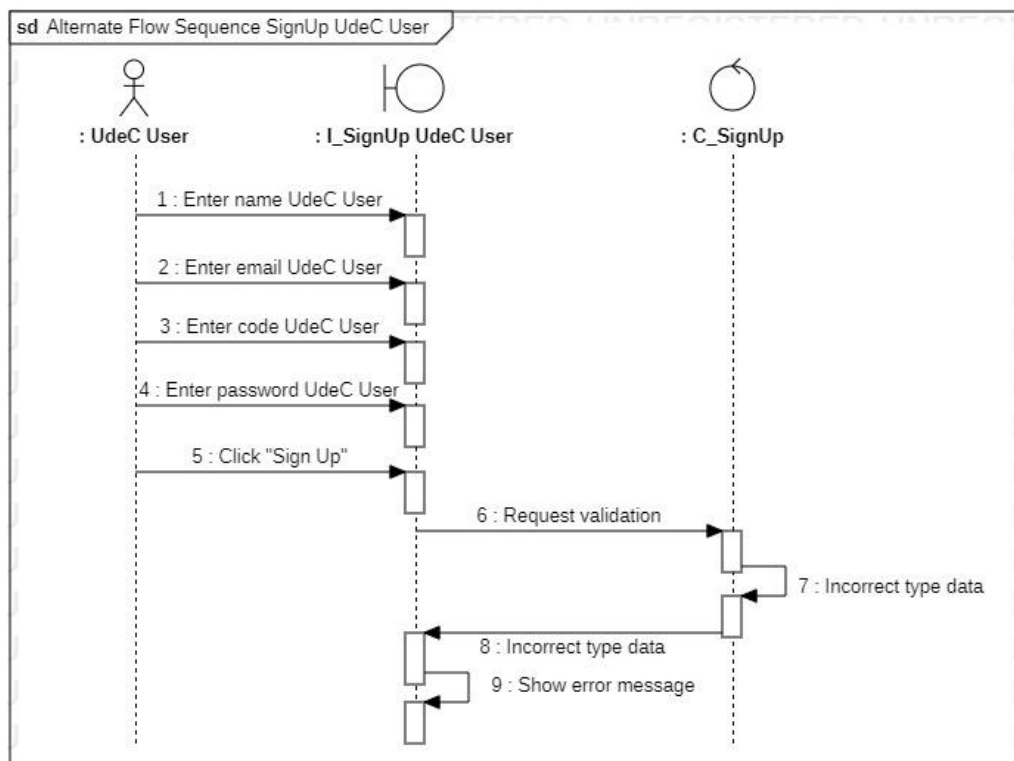 sd Alternate Flow Sequence SignUp UdeC User
: UdeC User
: I_SignUp UdeC User
: C_SignUp
1 : Enter name UdeC User
2 : Enter email UdeC User
3 : Enter code UdeC User
4 : Enter password UdeC User
5 : Click "Sign Up"
6 : Request validation
7 : Incorrect type data
8 : Incorrect type data
9 : Show error message